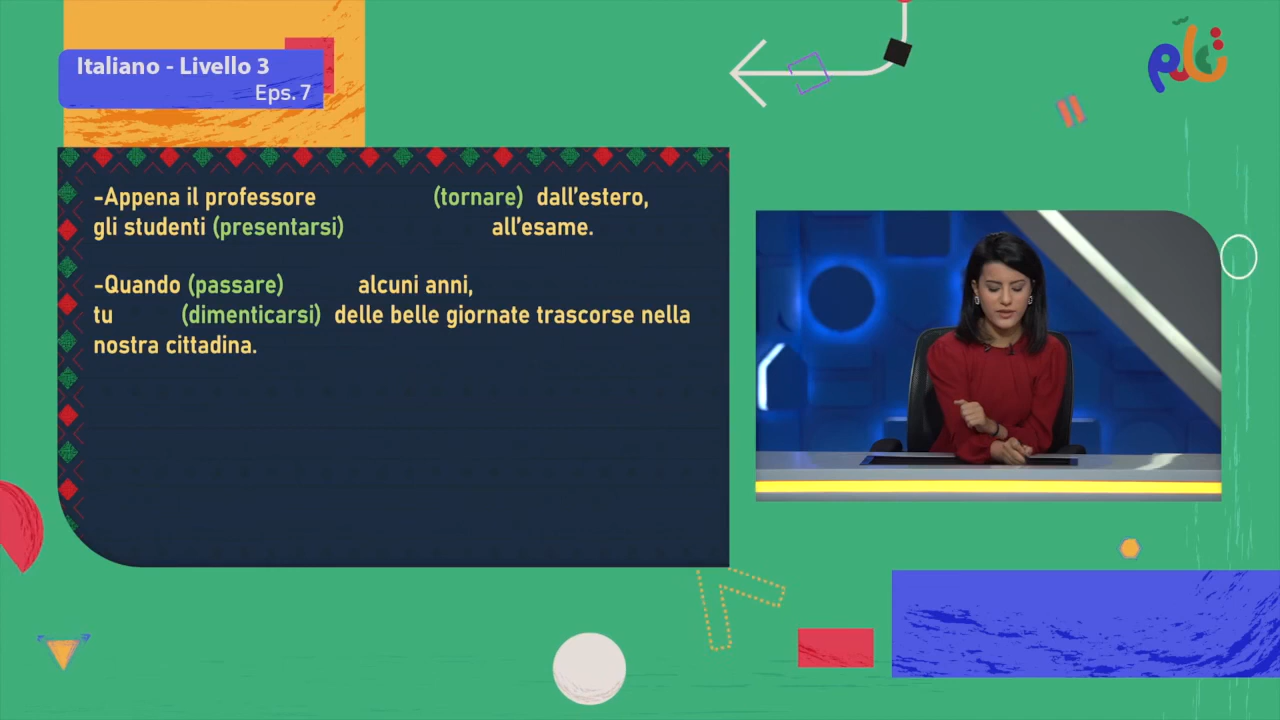 Italiano - Livello 3
Eps. 7
-Appena il professore (tornare) dall'estero,
gli studenti (presentarsi) all'esame.
-Quando (passare) alcuni anni,
tu (dimenticarsi) delle belle giornate trascorse nella
nostra cittadina.